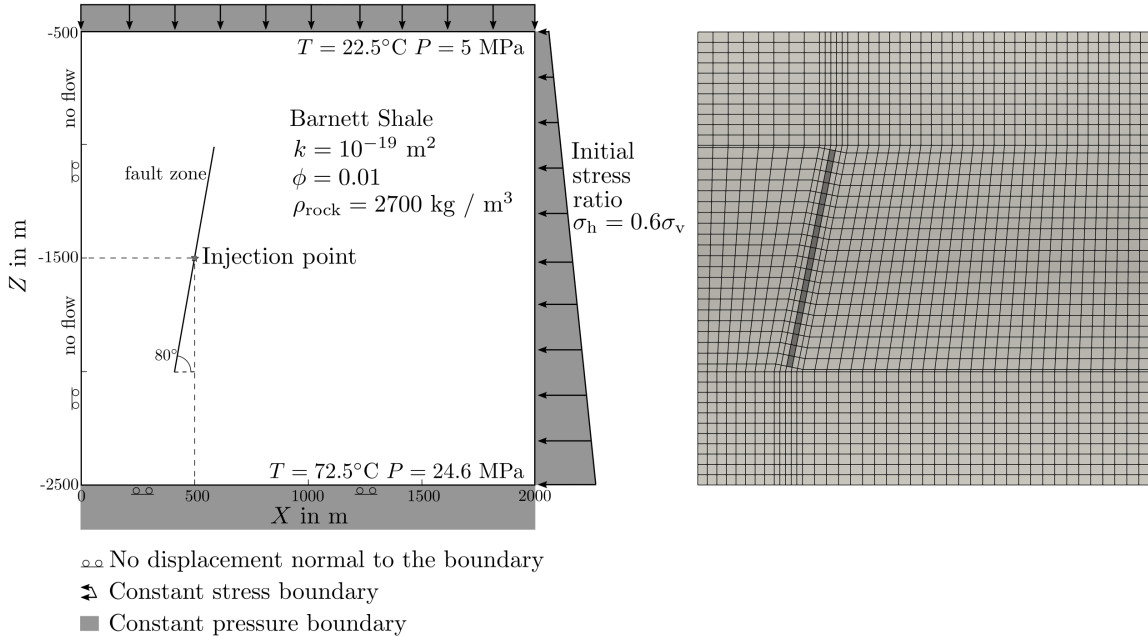 -500
T = 22.5°C P = 5 MPa
no flow
Barnett Shale
k = 10⁻¹⁹ m²
ϕ = 0.01
ρrock = 2700 kg / m³
fault zone
Initial
stress
ratio
σh = 0.6σv
Z in m
-1500
Injection point
no flow
80°
T = 72.5°C P = 24.6 MPa
-2500
0
500
1000
1500
2000
X in m
No displacement normal to the boundary
Constant stress boundary
Constant pressure boundary